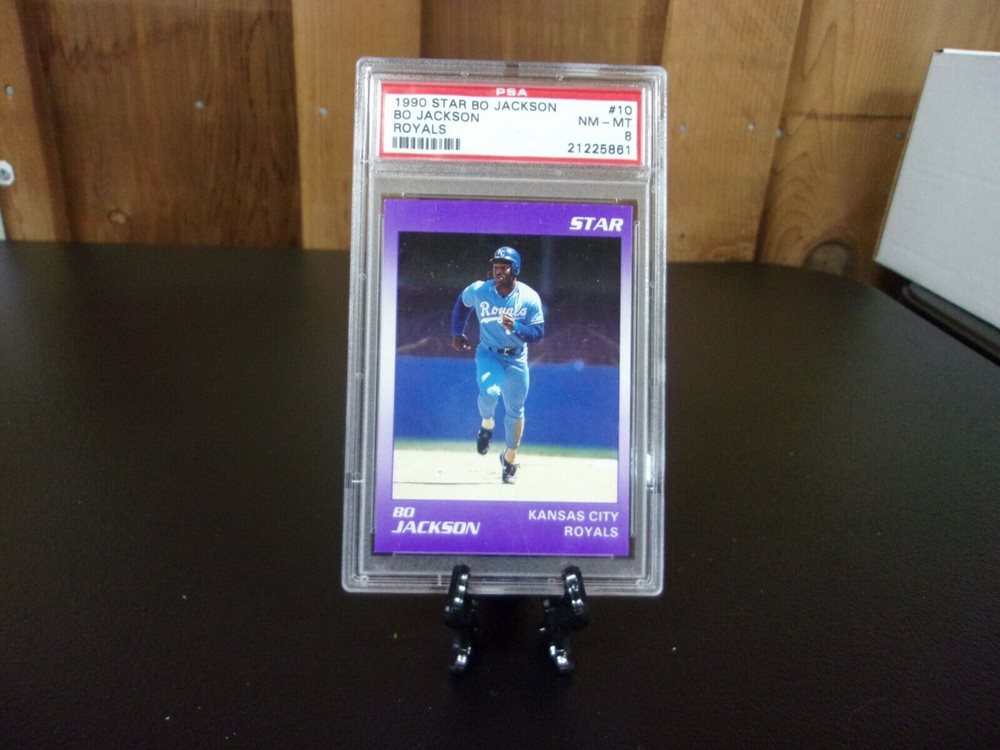 PSA
1990 STAR BO JACKSON #10
BO JACKSON NM - MT
ROYALS 8
21225861
STAR
KC
Royals
BO
JACKSON
KANSAS CITY
ROYALS